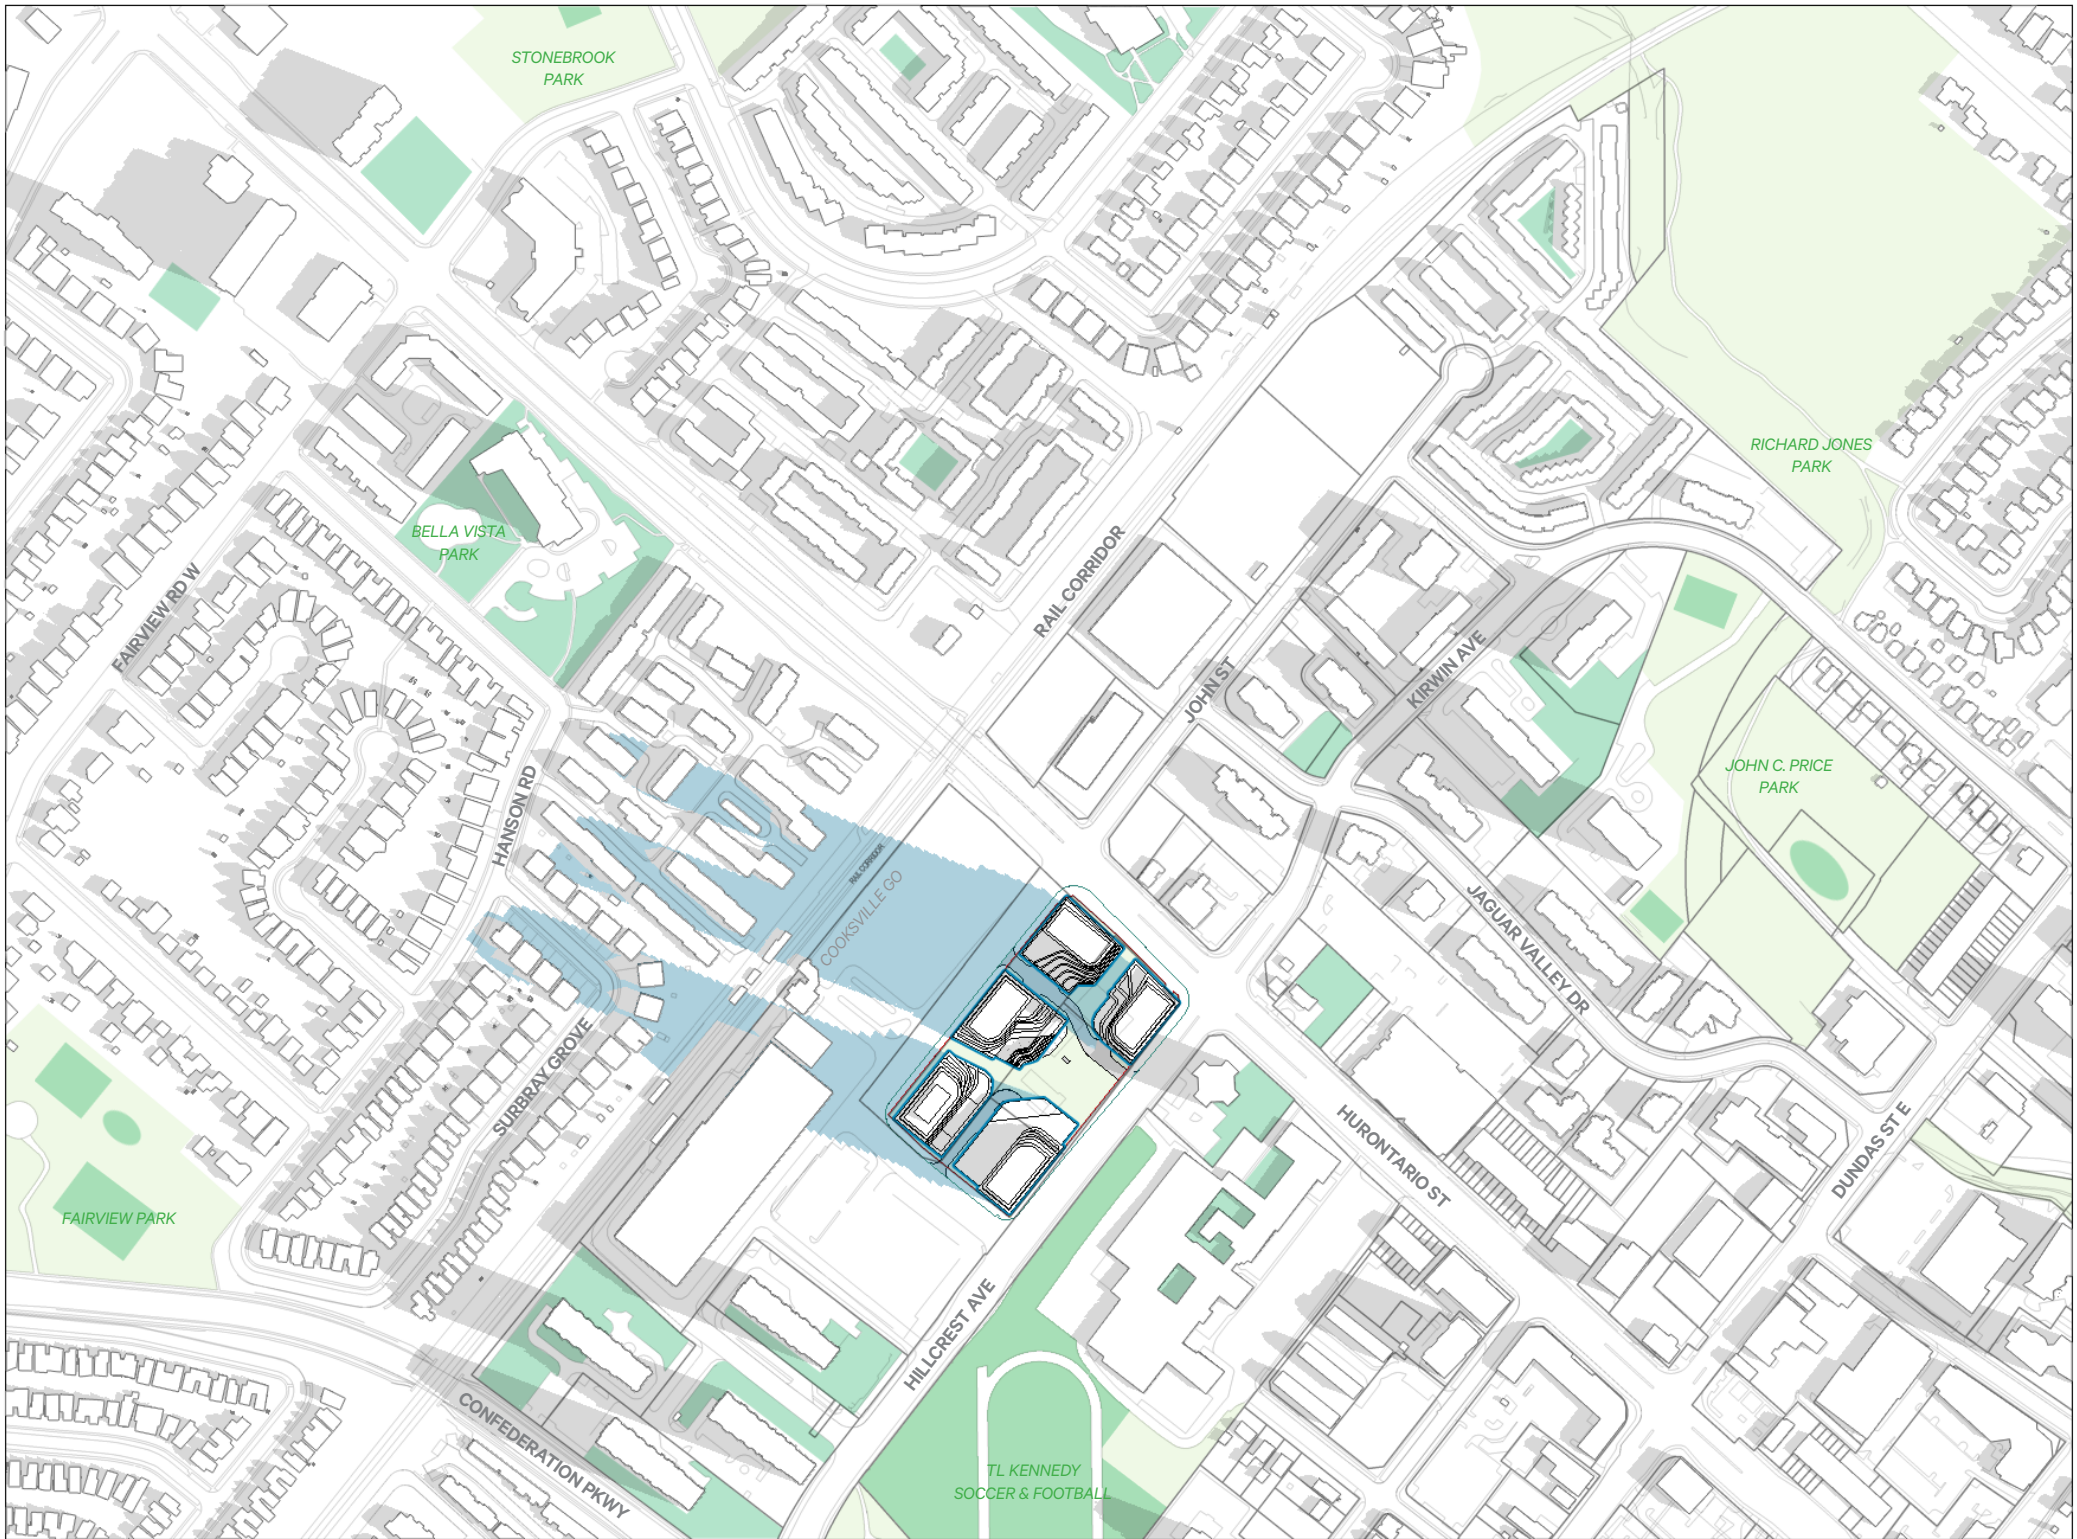 STONEBROOK
PARK
RICHARD JONES
PARK
BELLA VISTA
PARK
FAIRVIEW RD W
RAIL CORRIDOR
JOHN ST
KIRWIN AVE
JOHN C. PRICE
PARK
HANSON RD
RAIL CORRIDOR
COOKSVILLE GO
JAGUAR VALLEY DR
SURBRAY GROVE
HURONTARIO ST
DUNDAS ST E
FAIRVIEW PARK
HILLCREST AVE
CONFEDERATION PKWY
TL KENNEDY
SOCCER & FOOTBALL